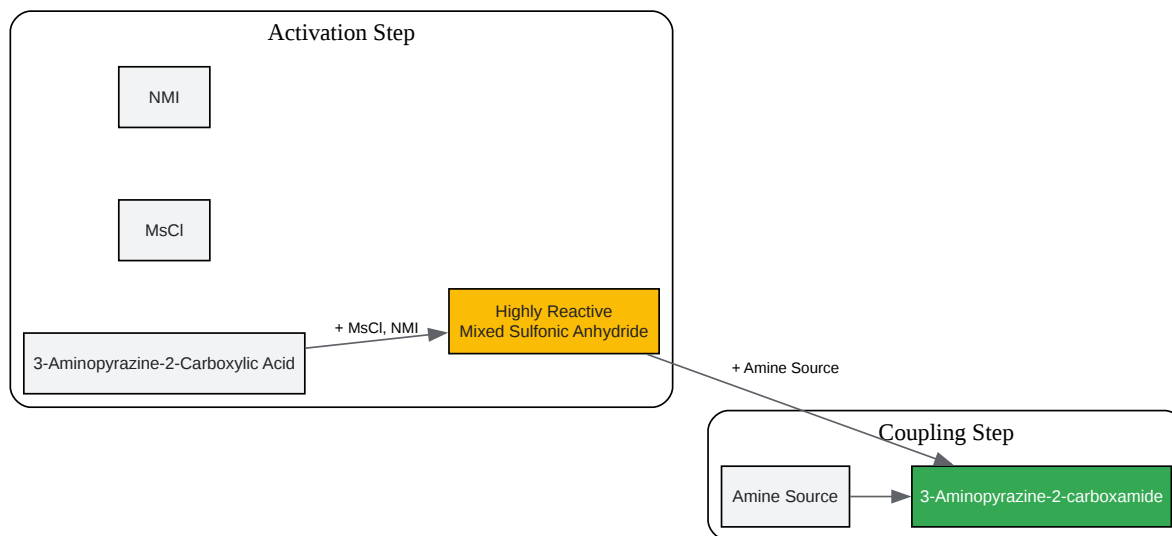 Activation Step
NMI
MsCl
3-Aminopyrazine-2-Carboxylic Acid
+ MsCl, NMI
Highly Reactive
Mixed Sulfonic Anhydride
+ Amine Source
Coupling Step
Amine Source
3-Aminopyrazine-2-carboxamide